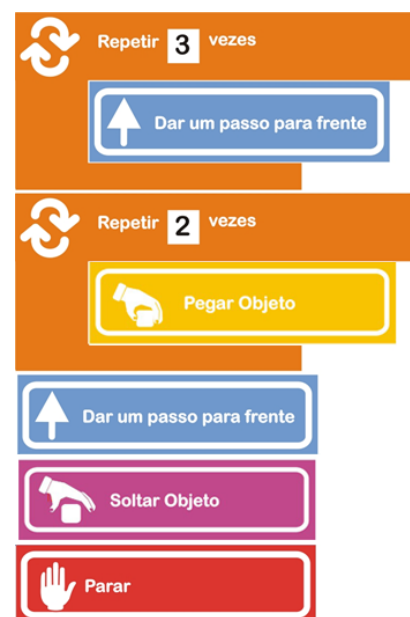 Repetir 3 vezes
Dar um passo para frente
Repetir 2 vezes
Pegar Objeto
Dar um passo para frente
Soltar Objeto
Parar